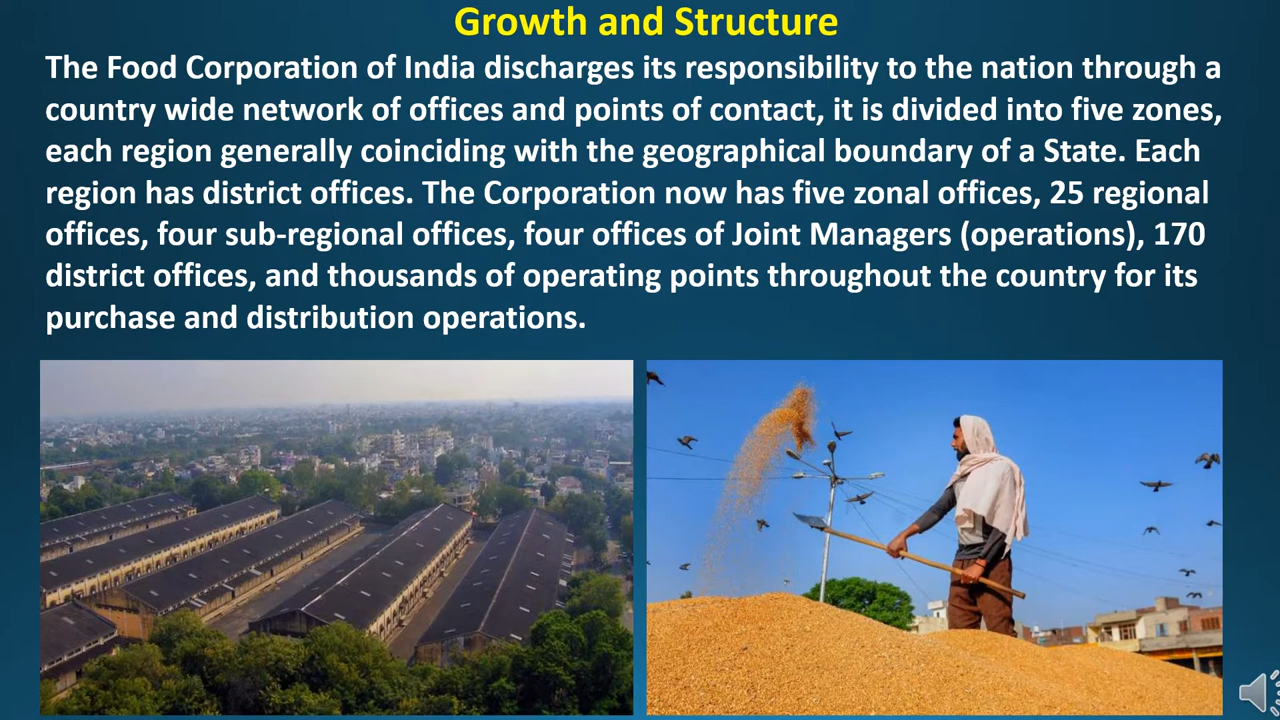 Growth and Structure
The Food Corporation of India discharges its responsibility to the nation through a
country wide network of offices and points of contact, it is divided into five zones,
each region generally coinciding with the geographical boundary of a State. Each
region has district offices. The Corporation now has five zonal offices, 25 regional
offices, four sub-regional offices, four offices of Joint Managers (operations), 170
district offices, and thousands of operating points throughout the country for its
purchase and distribution operations.